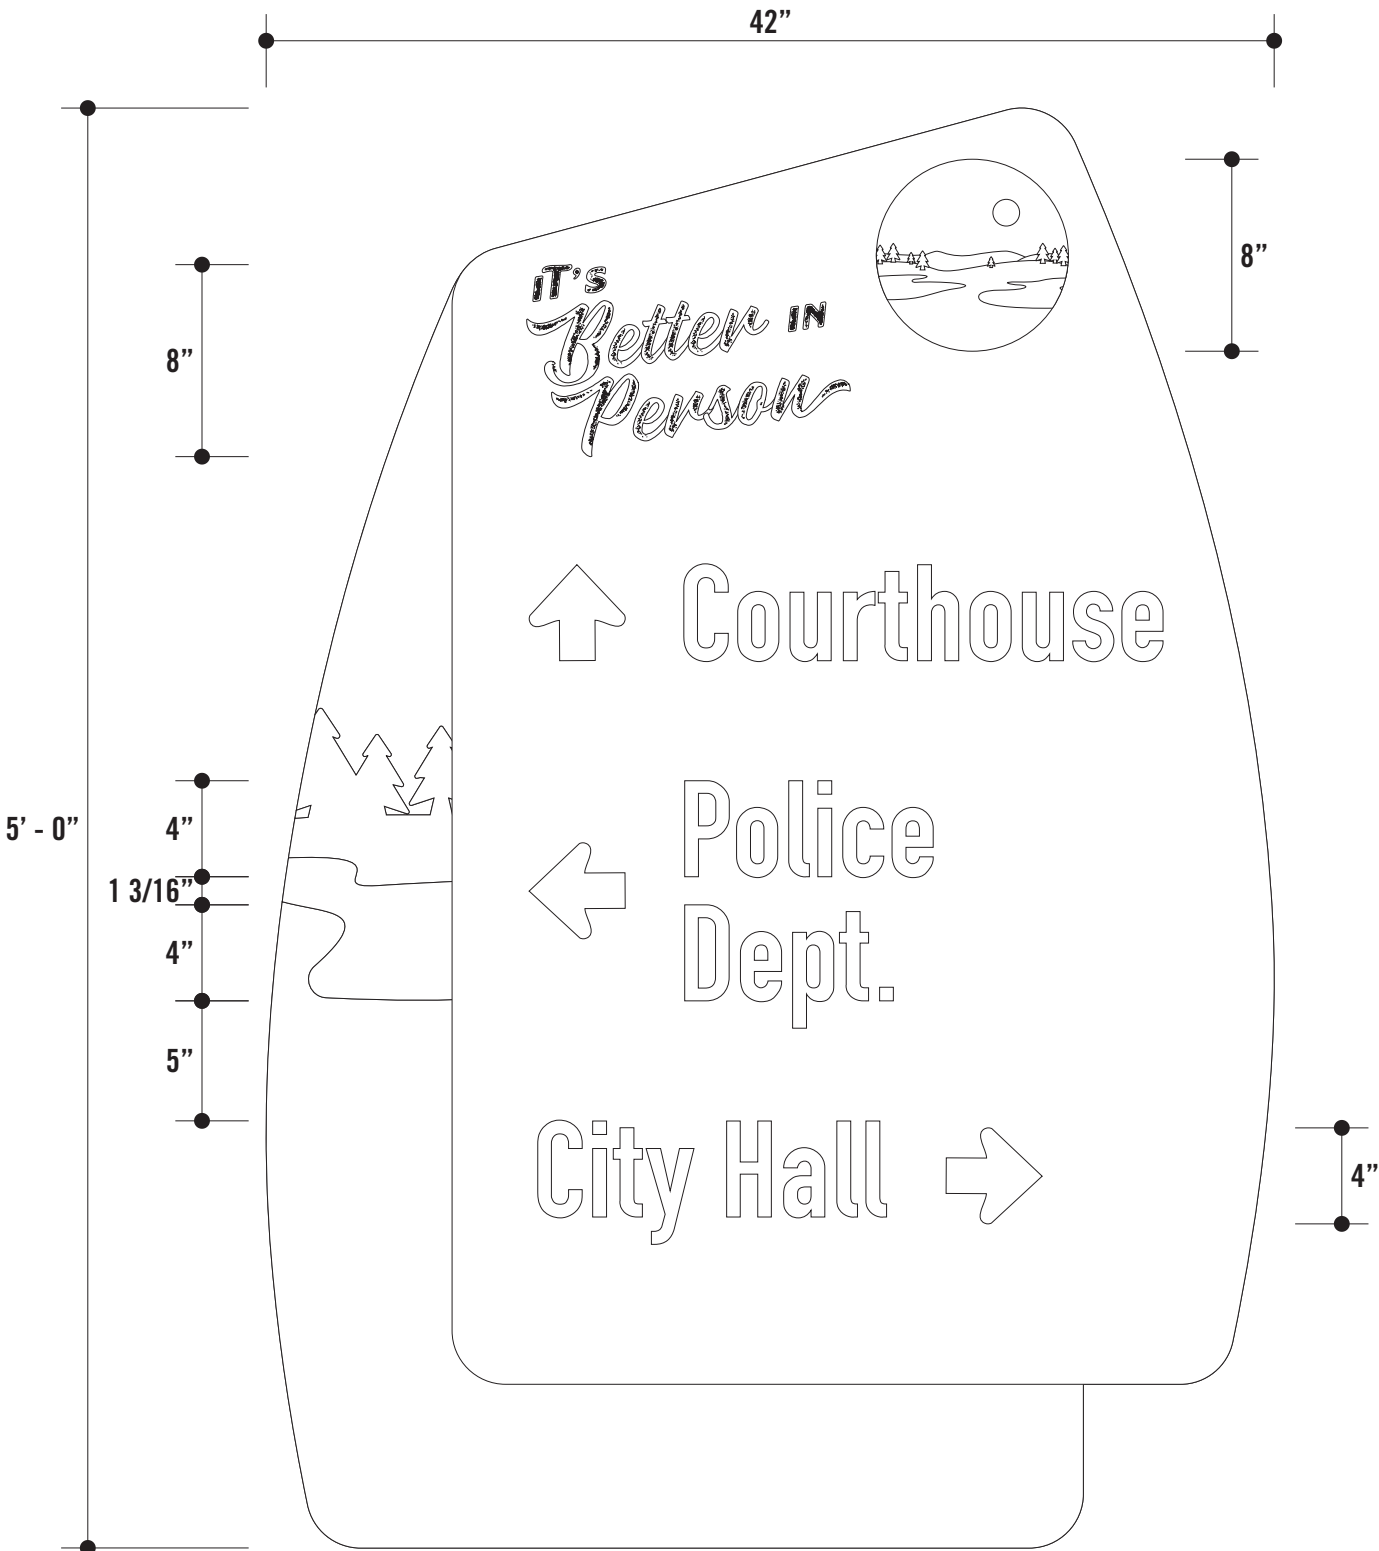 42”
8”
iT’s
Better IN
Person
8”
Courthouse
5’ - 0”
4”
Police
1 3/16”
4”
Dept.
5”
City Hall
4”